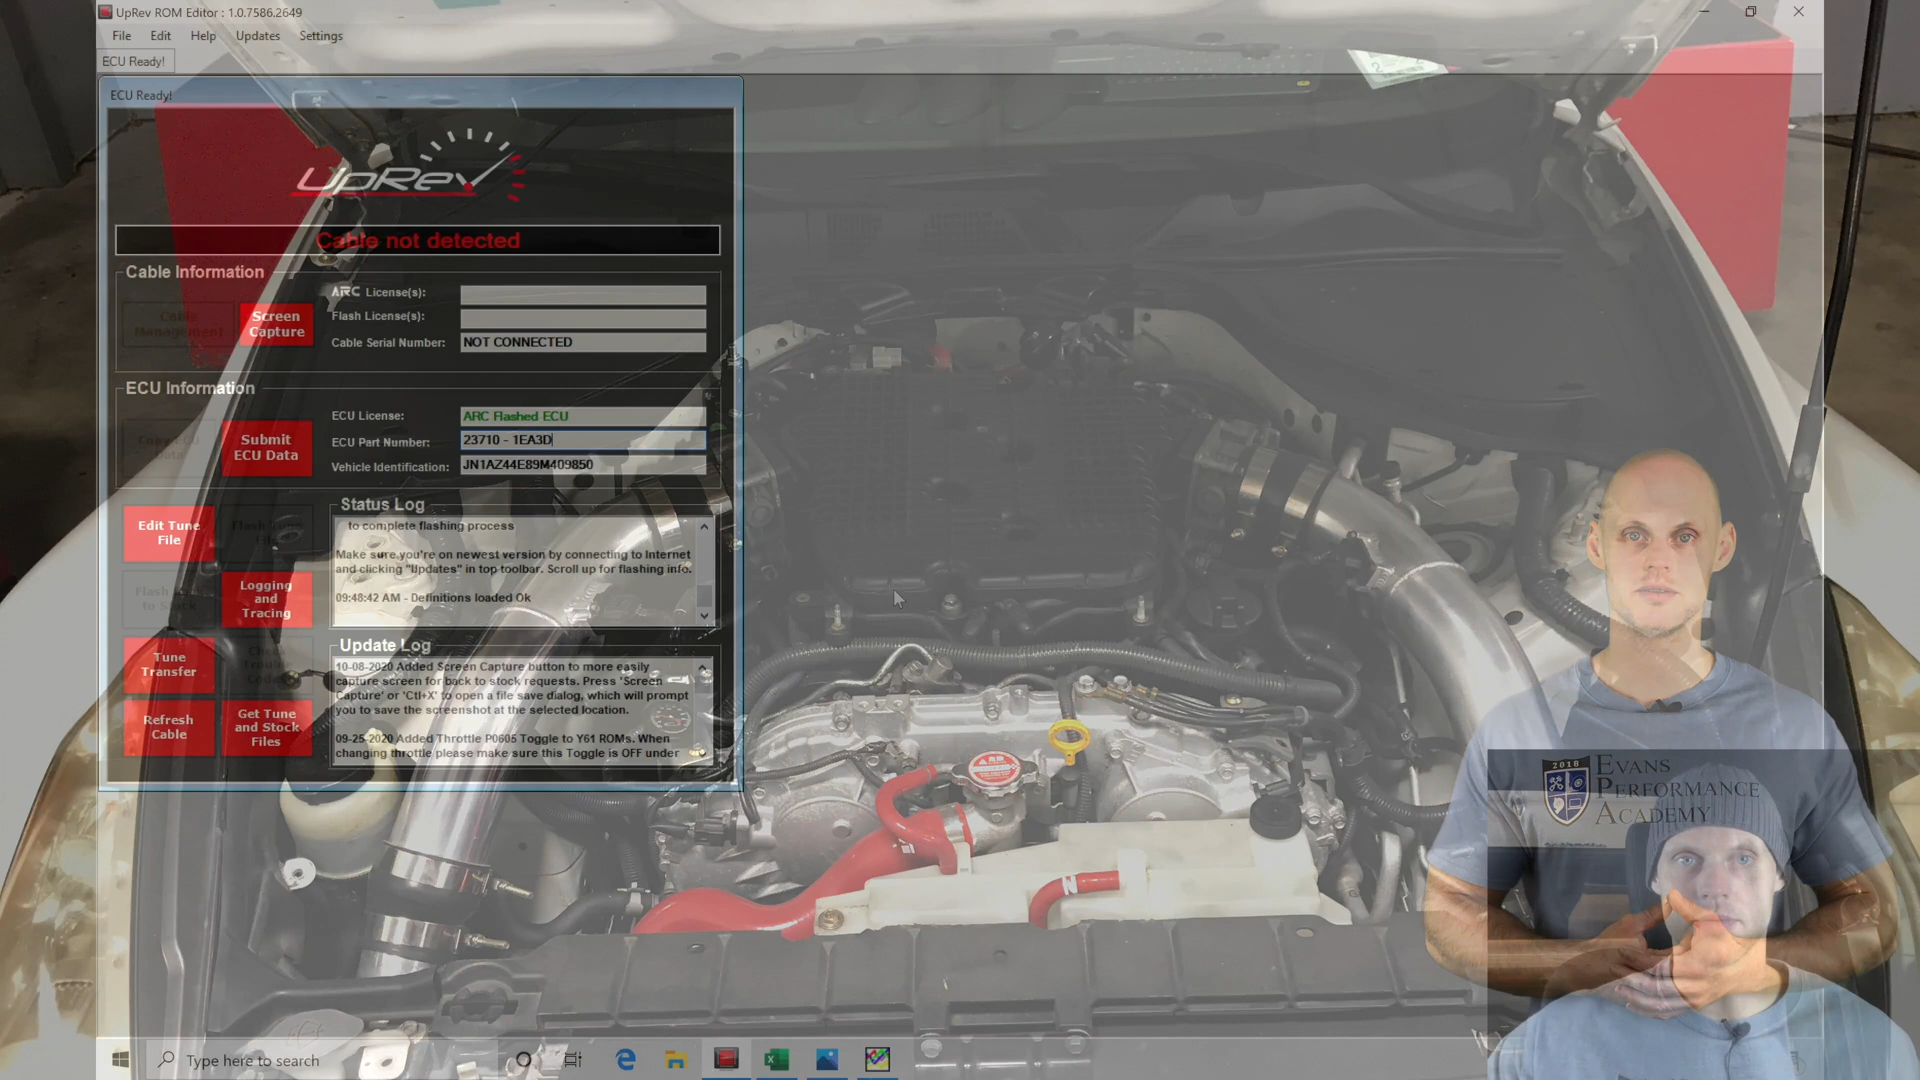 UpRev ROM Editor : 1.0.7586.2649
File Edit Help Updates Settings
ECU Ready!
ECU Ready!
UpRev
Cable not detected
Cable Information
Cable
Management
Screen
Capture
ARC License(s):
Flash License(s):
Cable Serial Number: NOT CONNECTED
ECU Information
Submit
ECU Data
ECU License: ARC Flashed ECU
ECU Part Number: 23710 - 1EA3D
Vehicle Identification: JN1AZ44E89M409850
Edit Tune
File
Logging
and
Tracing
Tune
Transfer
Refresh
Cable
Get Tune
and Stock
Files
Status Log
to complete flashing process
Make sure you're on newest version by connecting to Internet
and clicking "Updates" in top toolbar. Scroll up for flashing info.
09:48:42 AM - Definitions loaded Ok
Update Log
10-08-2020 Added Screen Capture button to more easily
capture screen for back to stock requests. Press 'Screen
Capture' or 'Ctl+X' to open a file save dialog, which will prompt
you to save the screenshot at the selected location.
09-25-2020 Added Throttle P0605 Toggle to Y61 ROMs. When
changing throttle please make sure this Toggle is OFF under
2018
Evans
Performance
Academy
Type here to search